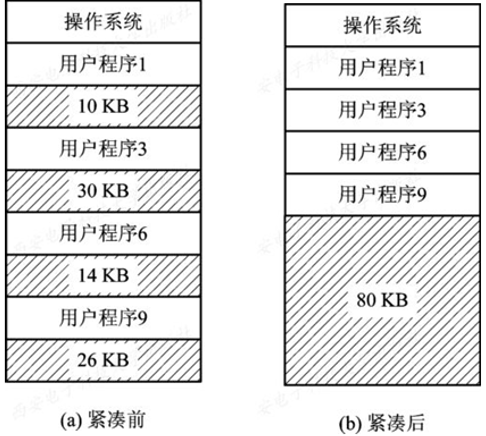 操作系统
用户程序1
10 KB
用户程序3
30 KB
用户程序6
14 KB
用户程序9
26 KB
(a) 紧凑前
操作系统
用户程序1
用户程序3
用户程序6
用户程序9
80 KB
(b) 紧凑后